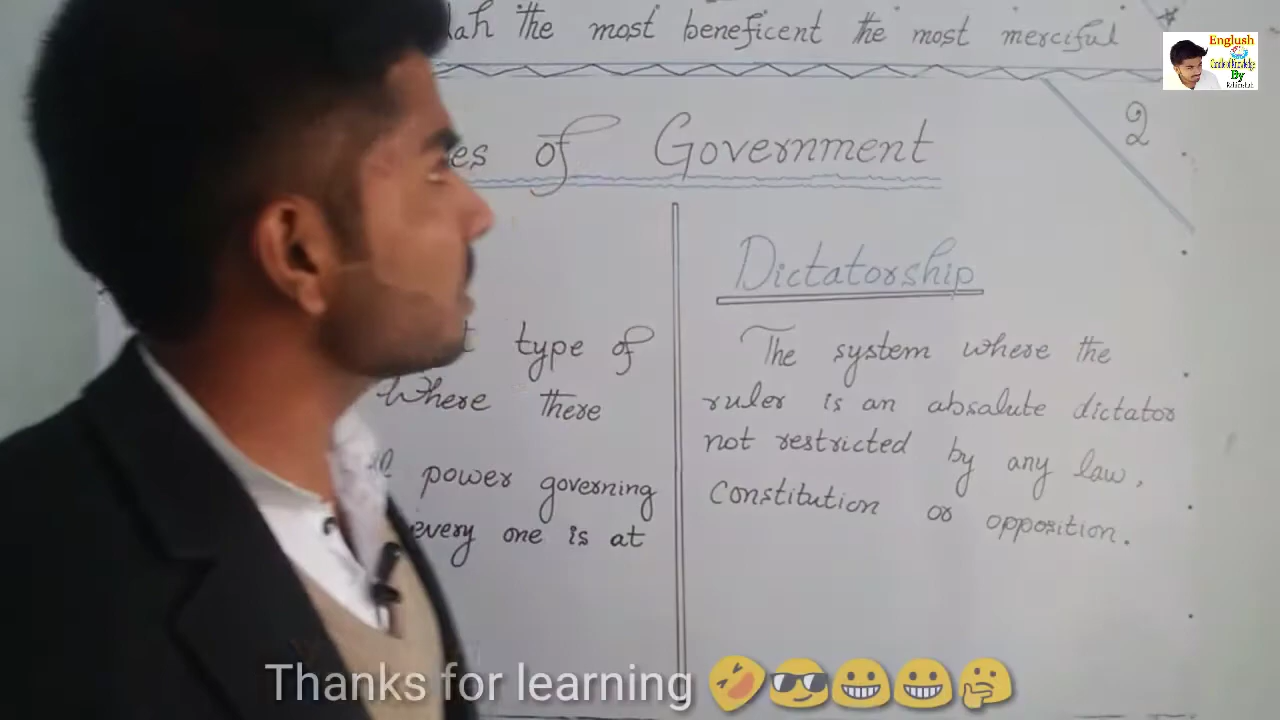 the most beneficent the most merciful
2
of Government
type of
Where there
power governing
every one is at
Dictatorship
The system where the
ruler is an absalute dictator
not restricted by any law,
Constitution or opposition.
Englush
By
Thanks for learning 🤣😎😀😀🤔